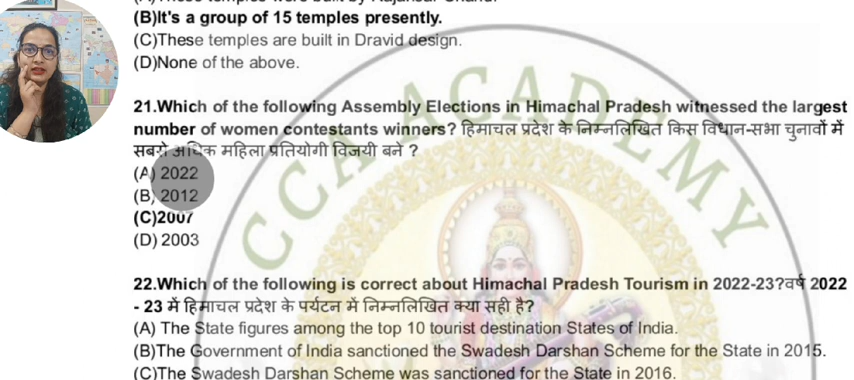 (B)It's a group of 15 temples presently.
(C)These temples are built in Dravid design.
(D)None of the above.
21.Which of the following Assembly Elections in Himachal Pradesh witnessed the largest
number of women contestants winners? हिमाचल प्रदेश के निम्नलिखित किस विधान-सभा चुनावों में
सबसे अधिक महिला प्रतियोगी विजयी बने ?
(A) 2022
(B) 2012
(C)2007
(D) 2003
22.Which of the following is correct about Himachal Pradesh Tourism in 2022-23?वर्ष 2022
- 23 में हिमाचल प्रदेश के पर्यटन में निम्नलिखित क्या सही है?
(A) The State figures among the top 10 tourist destination States of India.
(B)The Government of India sanctioned the Swadesh Darshan Scheme for the State in 2015.
(C)The Swadesh Darshan Scheme was sanctioned for the State in 2016.
CCACADEMY